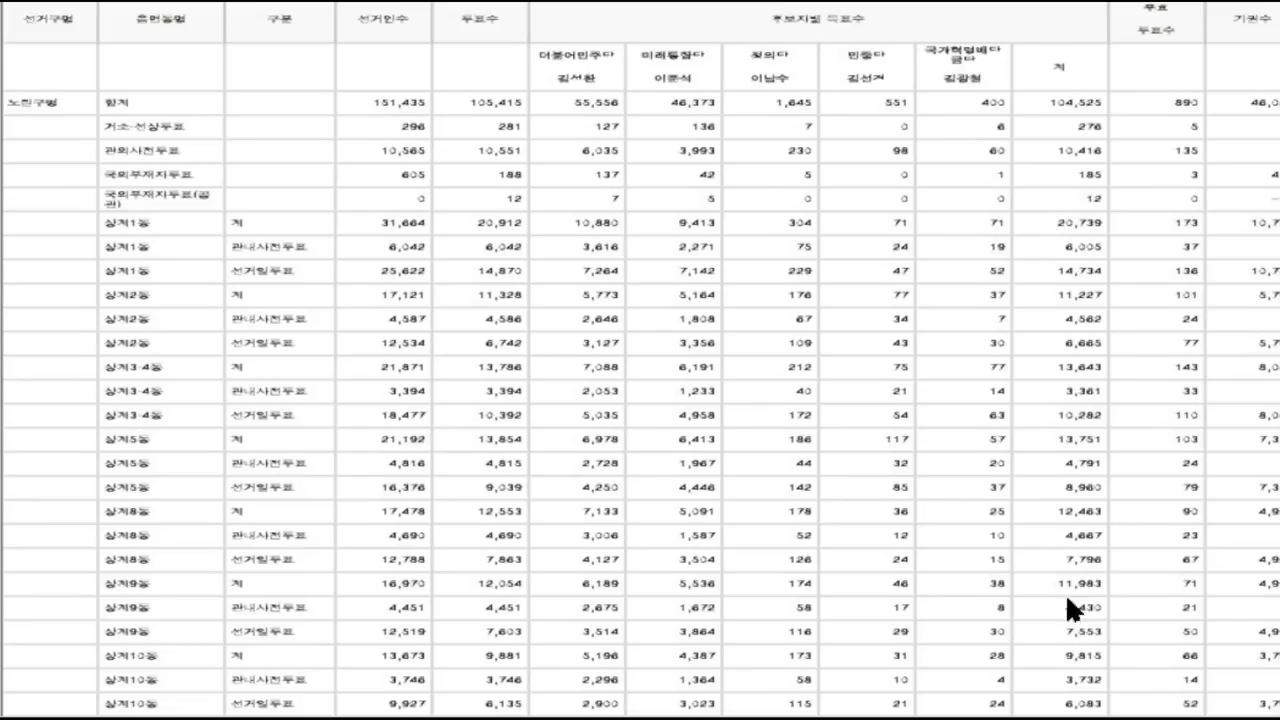 선거구명 읍면동명 구분 선거인수 투표수 후보자별 득표수 무효 투표수 기권수
더불어민주당 김성환 미래통합당 이준석 정의당 이남수 민중당 국가혁명배당금당 계
노원구병 합계 151,435 105,415 55,556 46,373 1,645 551 400 104,525 890
거소·선상투표 296 281 127 136 7 0 6 276 5
관외사전투표 10,565 10,551 6,035 3,993 230 98 60 10,416 135
국외부재자투표 605 188 137 42 5 0 1 185 3
국외부재자투표(공관) 0 12 7 5 0 0 0 12 0
상계1동 계 31,664 20,912 10,880 9,413 304 71 71 20,739 173
상계1동 관내사전투표 6,042 6,042 3,616 2,271 75 24 19 6,005 37
상계1동 선거일투표 25,622 14,870 7,264 7,142 229 47 52 14,734 136
상계2동 계 17,121 11,328 5,773 5,164 176 77 37 11,227 101
상계2동 관내사전투표 4,587 4,586 2,646 1,808 67 34 7 4,562 24
상계2동 선거일투표 12,534 6,742 3,127 3,356 109 43 30 6,665 77
상계3·4동 계 21,871 13,786 7,088 6,191 212 75 77 13,643 143
상계3·4동 관내사전투표 3,394 3,394 2,053 1,233 40 21 14 3,361 33
상계3·4동 선거일투표 18,477 10,392 5,035 4,958 172 54 63 10,282 110
상계5동 계 21,192 13,854 6,978 6,413 186 117 57 13,751 103
상계5동 관내사전투표 4,816 4,815 2,728 1,967 44 32 20 4,791 24
상계5동 선거일투표 16,376 9,039 4,250 4,446 142 85 37 8,960 79
상계8동 계 17,478 12,553 7,133 5,091 178 36 25 12,463 90
상계8동 관내사전투표 4,690 4,690 3,006 1,587 52 12 10 4,667 23
상계8동 선거일투표 12,788 7,863 4,127 3,504 126 24 15 7,796 67
상계9동 계 16,970 12,054 6,189 5,536 174 46 38 11,983 71
상계9동 관내사전투표 4,451 4,451 2,675 1,672 58 17 8 21
상계9동 선거일투표 12,519 7,603 3,514 3,864 116 29 30 7,553 50
상계10동 계 13,673 9,881 5,196 4,387 173 31 28 9,815 66
상계10동 관내사전투표 3,746 3,746 2,296 1,364 58 10 4 3,732 14
상계10동 선거일투표 9,927 6,135 2,900 3,023 115 21 24 6,083 52